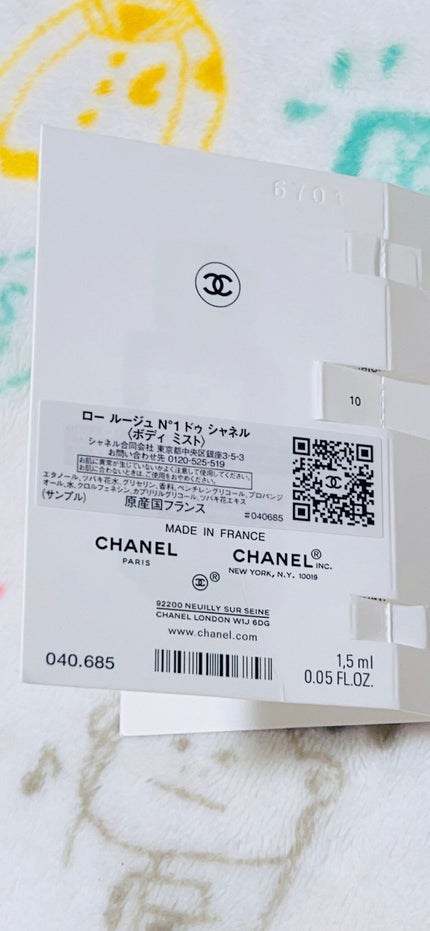 6701
10
ロー ルージュ N°1 ドゥ シャネル
〈ボディ ミスト〉
シャネル合同会社 東京都中央区銀座3-5-3
お問い合わせ先 0120-525-519
お肌に異常が生じていないかよく注意して使用してください。
お肌に合わないときは、ご使用をおやめください。
エタノール、ツバキ花水、グリセリン、香料、ペンチレングリコール、プロパンジ
オール、水、クロルフェネシン、カプリリルグリコール、ツバキ花エキス
(サンプル)
原産国フランス
#040685
MADE IN FRANCE
CHANEL
PARIS
CHANEL® INC.
NEW YORK, N.Y. 10019
®
92200 NEUILLY SUR SEINE
CHANEL LONDON W1J 6DG
www.chanel.com
040.685
1,5 ml
0.05 FL.OZ.